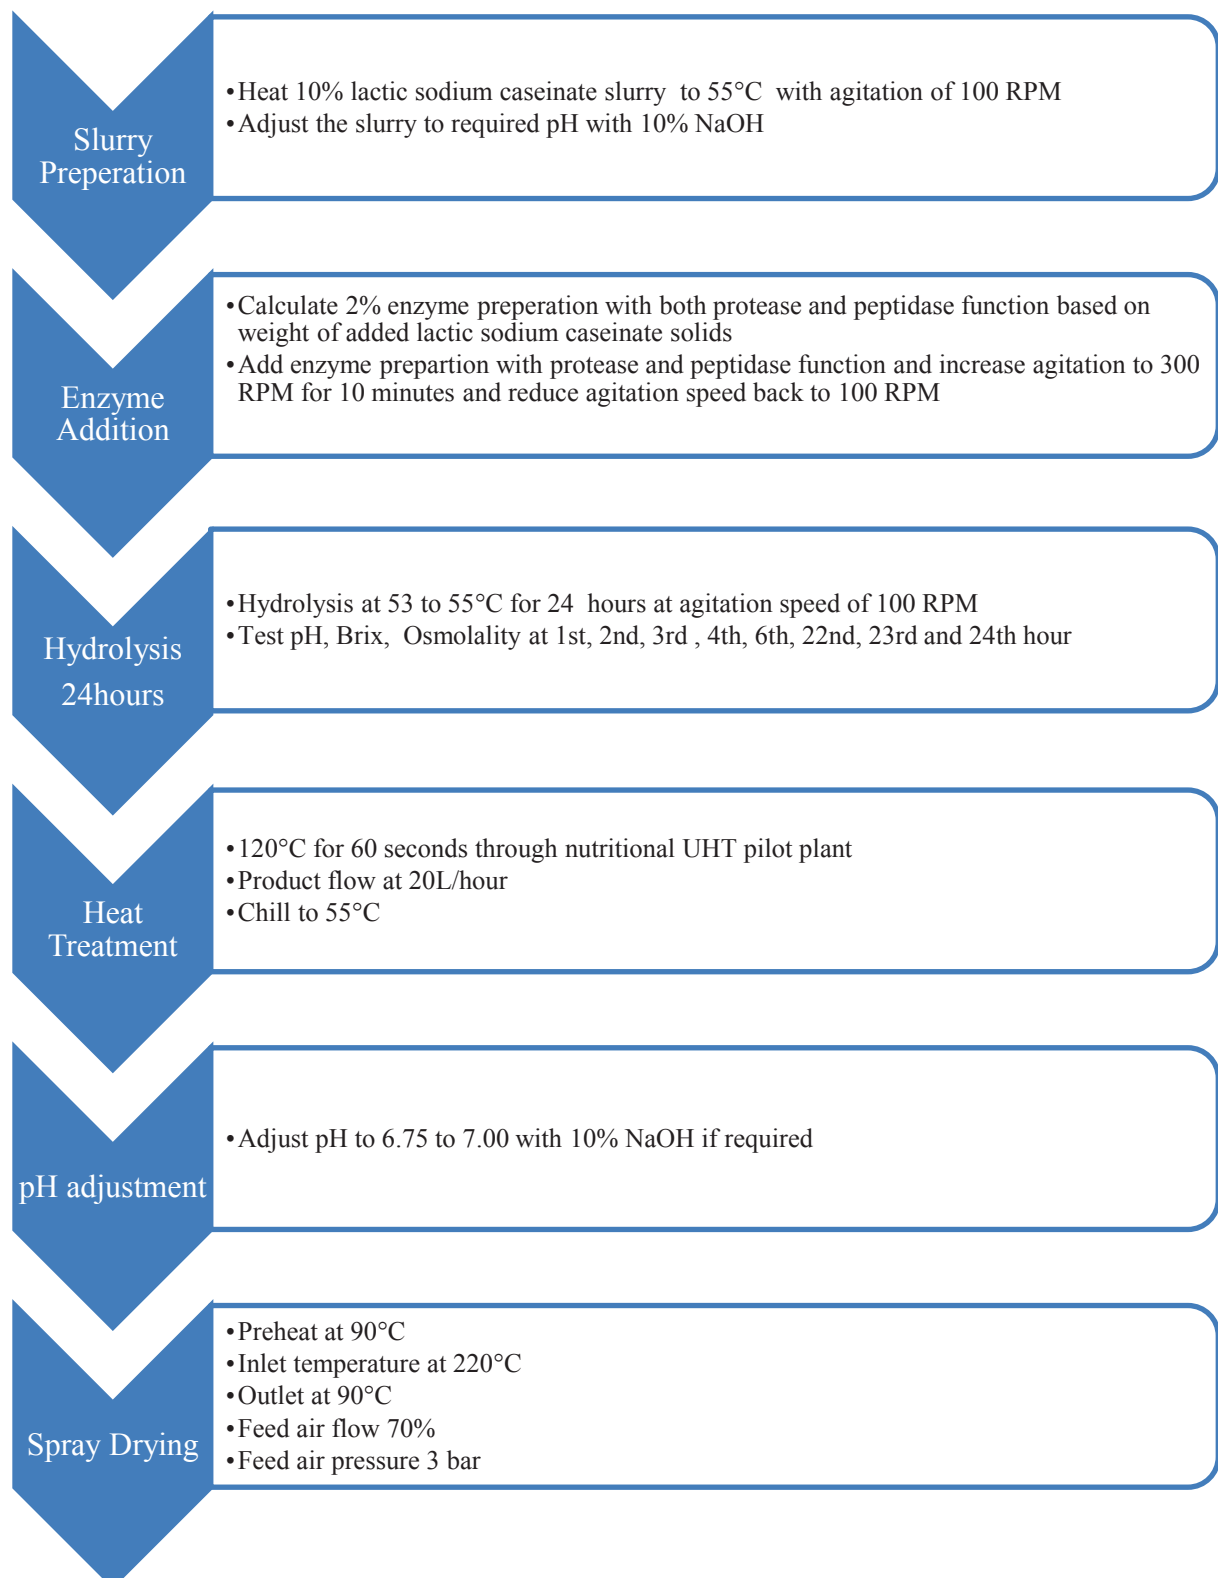 Slurry
Preperation
•Heat 10% lactic sodium caseinate slurry to 55°C with agitation of 100 RPM
•Adjust the slurry to required pH with 10% NaOH
Enzyme
Addition
•Calculate 2% enzyme preperation with both protease and peptidase function based on
weight of added lactic sodium caseinate solids
•Add enzyme prepartion with protease and peptidase function and increase agitation to 300
RPM for 10 minutes and reduce agitation speed back to 100 RPM
Hydrolysis
24hours
•Hydrolysis at 53 to 55°C for 24 hours at agitation speed of 100 RPM
•Test pH, Brix, Osmolality at 1st, 2nd, 3rd , 4th, 6th, 22nd, 23rd and 24th hour
Heat
Treatment
•120°C for 60 seconds through nutritional UHT pilot plant
•Product flow at 20L/hour
•Chill to 55°C
pH adjustment
•Adjust pH to 6.75 to 7.00 with 10% NaOH if required
Spray Drying
•Preheat at 90°C
•Inlet temperature at 220°C
•Outlet at 90°C
•Feed air flow 70%
•Feed air pressure 3 bar